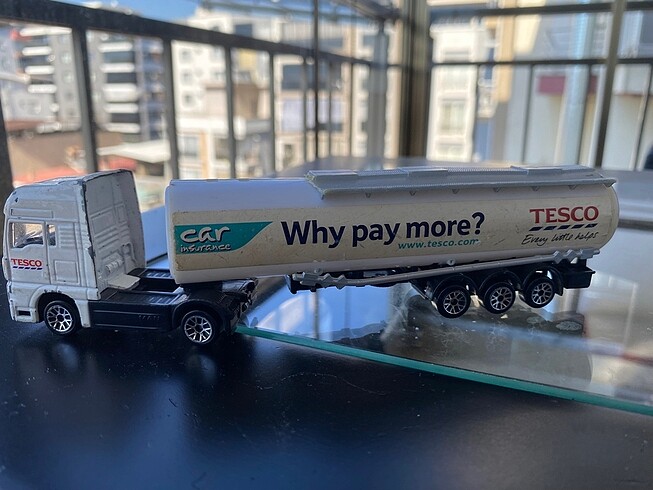 TESCO
car
insurance
Why pay more?
www.tesco.com
TESCO
Every little helps